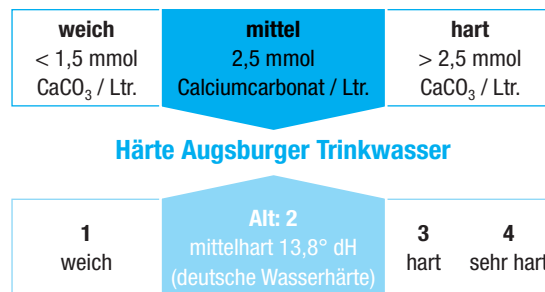 weich
< 1,5 mmol
CaCO₃ / Ltr.
mittel
2,5 mmol
Calciumcarbonat / Ltr.
hart
> 2,5 mmol
CaCO₃ / Ltr.
Härte Augsburger Trinkwasser
1
weich
Alt: 2
mittelhart 13,8° dH
(deutsche Wasserhärte)
3
hart
4
sehr hart